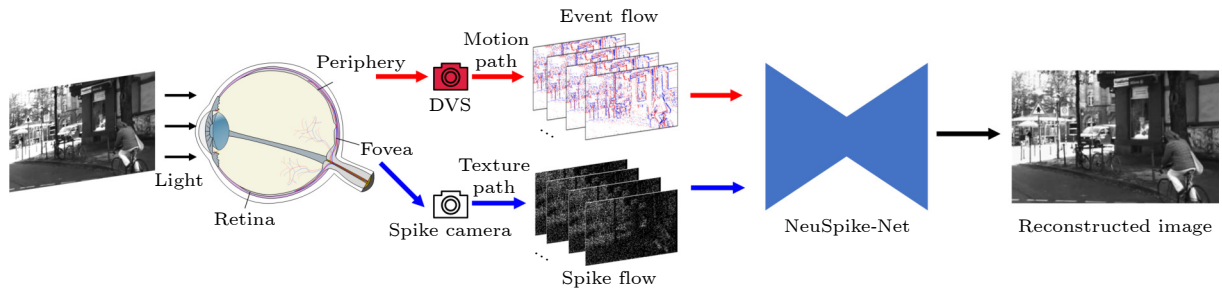 Event flow
Periphery
Motion
path
DVS
...
Light
Retina
Fovea
Texture
path
Spike camera
...
Spike flow
NeuSpike-Net
Reconstructed image